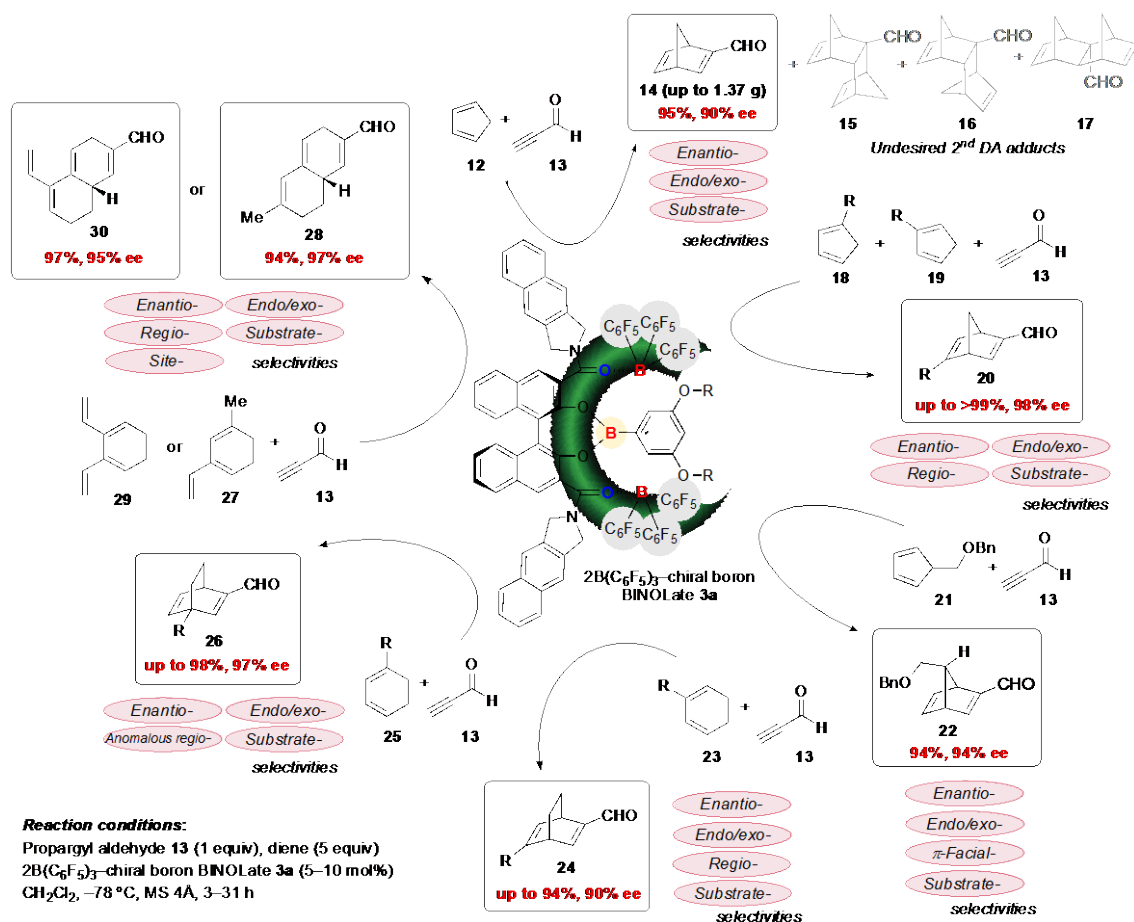 CHO
H
30
97%, 95% ee
or
CHO
H
Me
28
94%, 97% ee
Enantio-
Endo/exo-
Regio-
Substrate-
Site-
selectivities
12
+
O
H
13
CHO
14 (up to 1.37 g)
95%, 90% ee
Enantio-
Endo/exo-
Substrate-
selectivities
+
CHO
15
+
CHO
16
+
CHO
17
Undesired 2nd DA adducts
R
18
+
R
19
+
O
H
13
CHO
R
20
up to >99%, 98% ee
Enantio-
Endo/exo-
Regio-
Substrate-
selectivities
29
or
Me
27
+
O
H
13
N
O
B
C6F5
C6F5
C6F5
O
B
O
O–R
O–R
N
O
B
C6F5
C6F5
C6F5
2B(C6F5)3–chiral boron
BINOLate 3a
OBn
21
+
O
H
13
H
BnO
CHO
22
94%, 94% ee
Enantio-
Endo/exo-
π-Facial-
Substrate-
selectivities
CHO
R
26
up to 98%, 97% ee
Enantio-
Endo/exo-
Anomalous regio-
Substrate-
selectivities
R
25
+
O
H
13
R
23
+
O
H
13
CHO
R
24
up to 94%, 90% ee
Enantio-
Endo/exo-
Regio-
Substrate-
selectivities
Reaction conditions:
Propargyl aldehyde 13 (1 equiv), diene (5 equiv)
2B(C6F5)3–chiral boron BINOLate 3a (5–10 mol%)
CH2Cl2, –78 °C, MS 4Å, 3–31 h